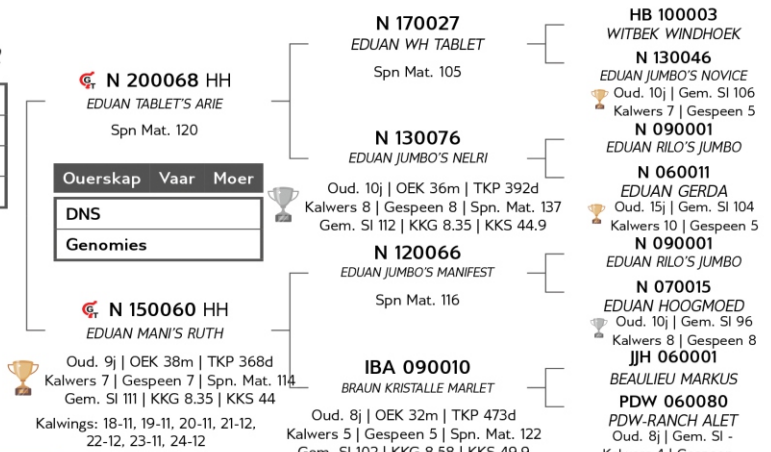 N 200068 HH
EDUAN TABLET'S ARIE
Spn Mat. 120
Ouerskap Vaar Moer
DNS
Genomies
N 150060 HH
EDUAN MANI'S RUTH
Oud. 9j | OEK 38m | TKP 368d
Kalwers 7 | Gespeen 7 | Spn. Mat. 114
Gem. SI 111 | KKG 8.35 | KKS 44
Kalwings: 18-11, 19-11, 20-11, 21-12,
22-12, 23-11, 24-12
N 170027
EDUAN WH TABLET
Spn Mat. 105
N 130076
EDUAN JUMBO'S NELRI
Oud. 10j | OEK 36m | TKP 392d
Kalwers 8 | Gespeen 8 | Spn. Mat. 137
Gem. SI 112 | KKG 8.35 | KKS 44.9
N 120066
EDUAN JUMBO'S MANIFEST
Spn Mat. 116
IBA 090010
BRAUN KRISTALLE MARLET
Oud. 8j | OEK 32m | TKP 473d
Kalwers 5 | Gespeen 5 | Spn. Mat. 122
Gem. SI 102 | KKG 8.58 | KKS 49.9
HB 100003
WITBEK WINDHOEK
N 130046
EDUAN JUMBO'S NOVICE
Oud. 10j | Gem. SI 106
Kalwers 7 | Gespeen 5
N 090001
EDUAN RILO'S JUMBO
N 060011
EDUAN GERDA
Oud. 15j | Gem. SI 104
Kalwers 10 | Gespeen 5
N 090001
EDUAN RILO'S JUMBO
N 070015
EDUAN HOOGMOED
Oud. 10j | Gem. SI 96
Kalwers 8 | Gespeen 8
JJH 060001
BEAULIEU MARKUS
PDW 060080
PDW-RANCH ALET
Oud. 8j | Gem. SI -